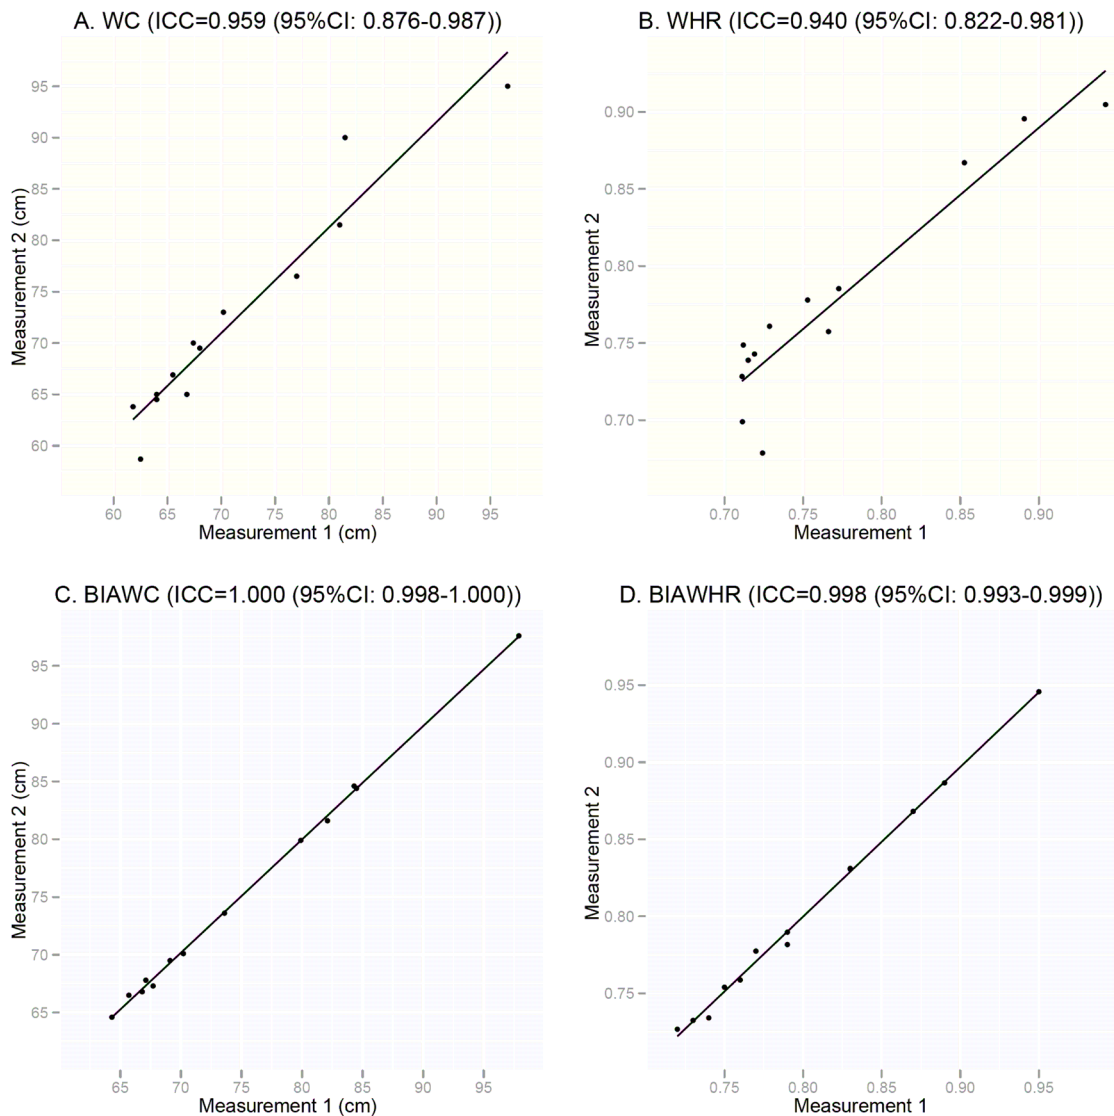 A. WC (ICC=0.959 (95%CI: 0.876-0.987))
95
90
85
80
75
70
65
60
Measurement 2 (cm)
60 65 70 75 80 85 90 95
Measurement 1 (cm)
B. WHR (ICC=0.940 (95%CI: 0.822-0.981))
0.90
0.85
0.80
0.75
0.70
Measurement 2
0.70 0.75 0.80 0.85 0.90
Measurement 1
C. BIAWC (ICC=1.000 (95%CI: 0.998-1.000))
95
90
85
80
75
70
65
Measurement 2 (cm)
65 70 75 80 85 90 95
Measurement 1 (cm)
D. BIAWHR (ICC=0.998 (95%CI: 0.993-0.999))
0.95
0.90
0.85
0.80
0.75
Measurement 2
0.75 0.80 0.85 0.90 0.95
Measurement 1